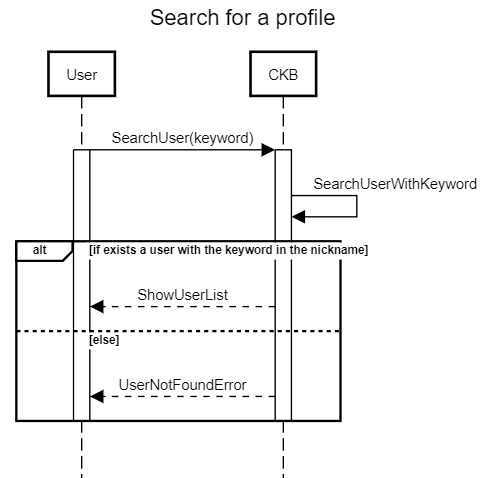 Search for a profile
User
CKB
SearchUser(keyword)
SearchUserWithKeyword
alt
[if exists a user with the keyword in the nickname]
ShowUserList
[else]
UserNotFoundError